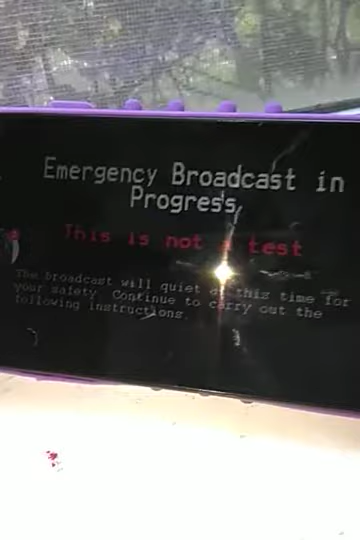 Emergency Broadcast in
Progress
This is not a test
The broadcast will quiet at this time for
your safety. Continue to carry out the
following instructions.